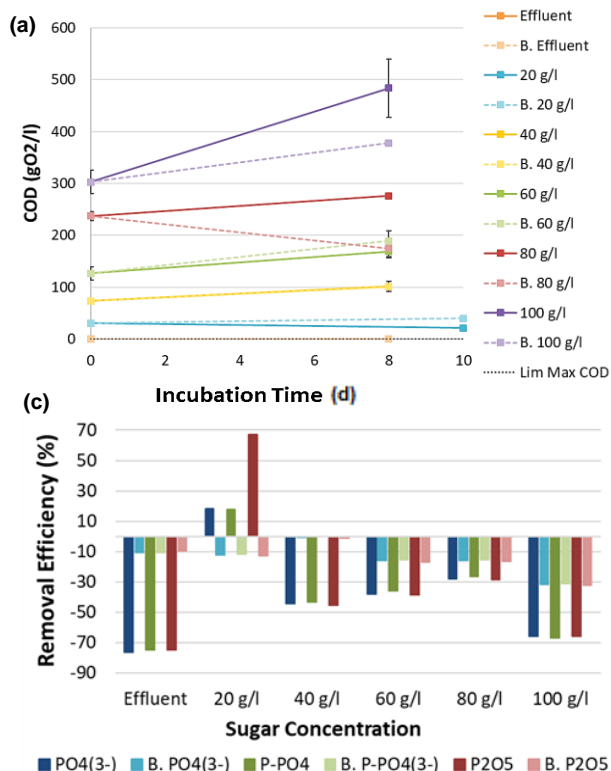 (a)
600
500
400
300
200
100
0
COD (gO2/l)
0 2 4 6 8 10
Incubation Time (d)
Effluent
B. Effluent
20 g/l
B. 20 g/l
40 g/l
B. 40 g/l
60 g/l
B. 60 g/l
80 g/l
B. 80 g/l
100 g/l
B. 100 g/l
Lim Max COD
(c)
70
50
30
10
-10
-30
-50
-70
-90
Removal Efficiency (%)
Effluent 20 g/l 40 g/l 60 g/l 80 g/l 100 g/l
Sugar Concentration
PO4(3-) B. PO4(3-) P-PO4 B. P-PO4(3-) P2O5 B. P2O5